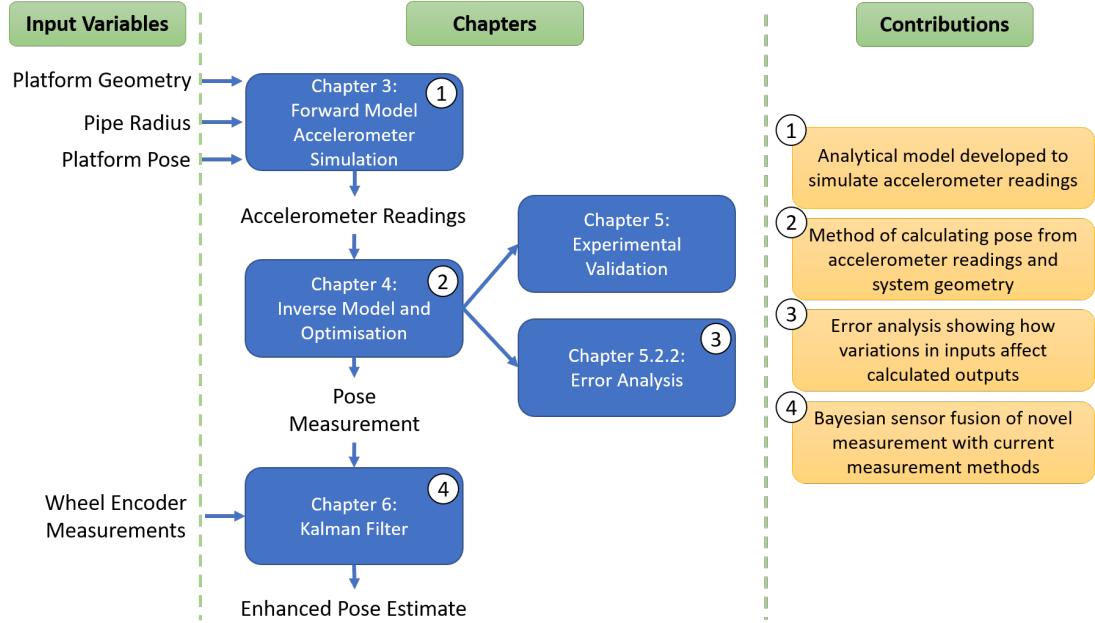 Input Variables
Chapters
Contributions
Platform Geometry
Pipe Radius
Platform Pose
Chapter 3:
Forward Model
Accelerometer
Simulation
1
Accelerometer Readings
Chapter 4:
Inverse Model and
Optimisation
2
Chapter 5:
Experimental
Validation
Chapter 5.2.2:
Error Analysis
3
Pose
Measurement
Wheel Encoder
Measurements
Chapter 6:
Kalman Filter
4
Enhanced Pose Estimate
1
Analytical model developed to
simulate accelerometer readings
2
Method of calculating pose from
accelerometer readings and
system geometry
3
Error analysis showing how
variations in inputs affect
calculated outputs
4
Bayesian sensor fusion of novel
measurement with current
measurement methods